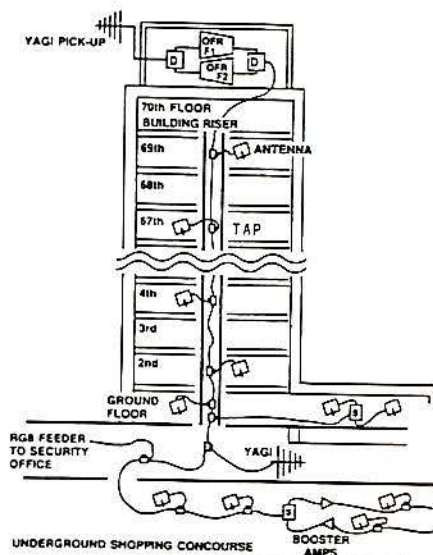 YAGI PICK-UP
OFR
F1
D
D
OFR
F2
70th FLOOR
BUILDING RISER
69th
ANTENNA
68th
67th
TAP
4th
3rd
2nd
GROUND
FLOOR
S
RG8 FEEDER
TO SECURITY
OFFICE
YAGI
S
UNDERGROUND SHOPPING CONCOURSE
BOOSTER
AMPS